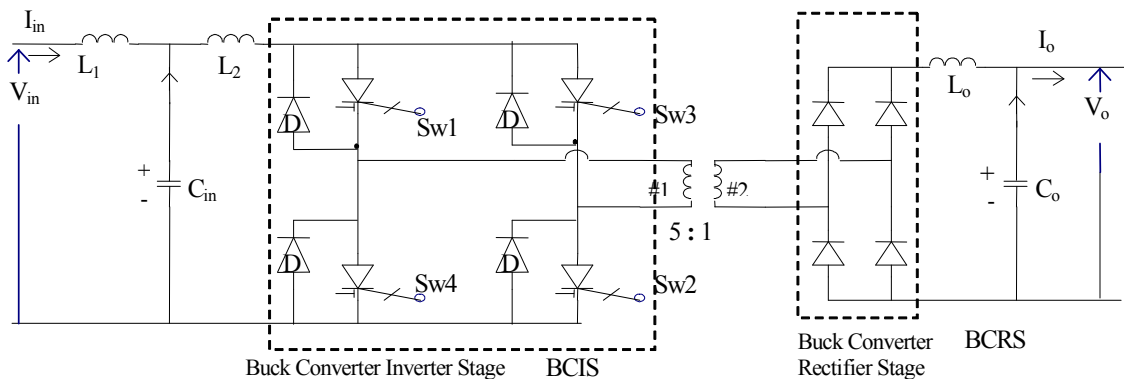 I_in
L_1
L_2
V_in
+
-
C_in
D
Sw1
D
Sw3
D
Sw4
D
Sw2
#1
#2
5 : 1
I_o
L_o
V_o
+
-
C_o
Buck Converter Inverter Stage BCIS
Buck Converter
Rectifier Stage
BCRS